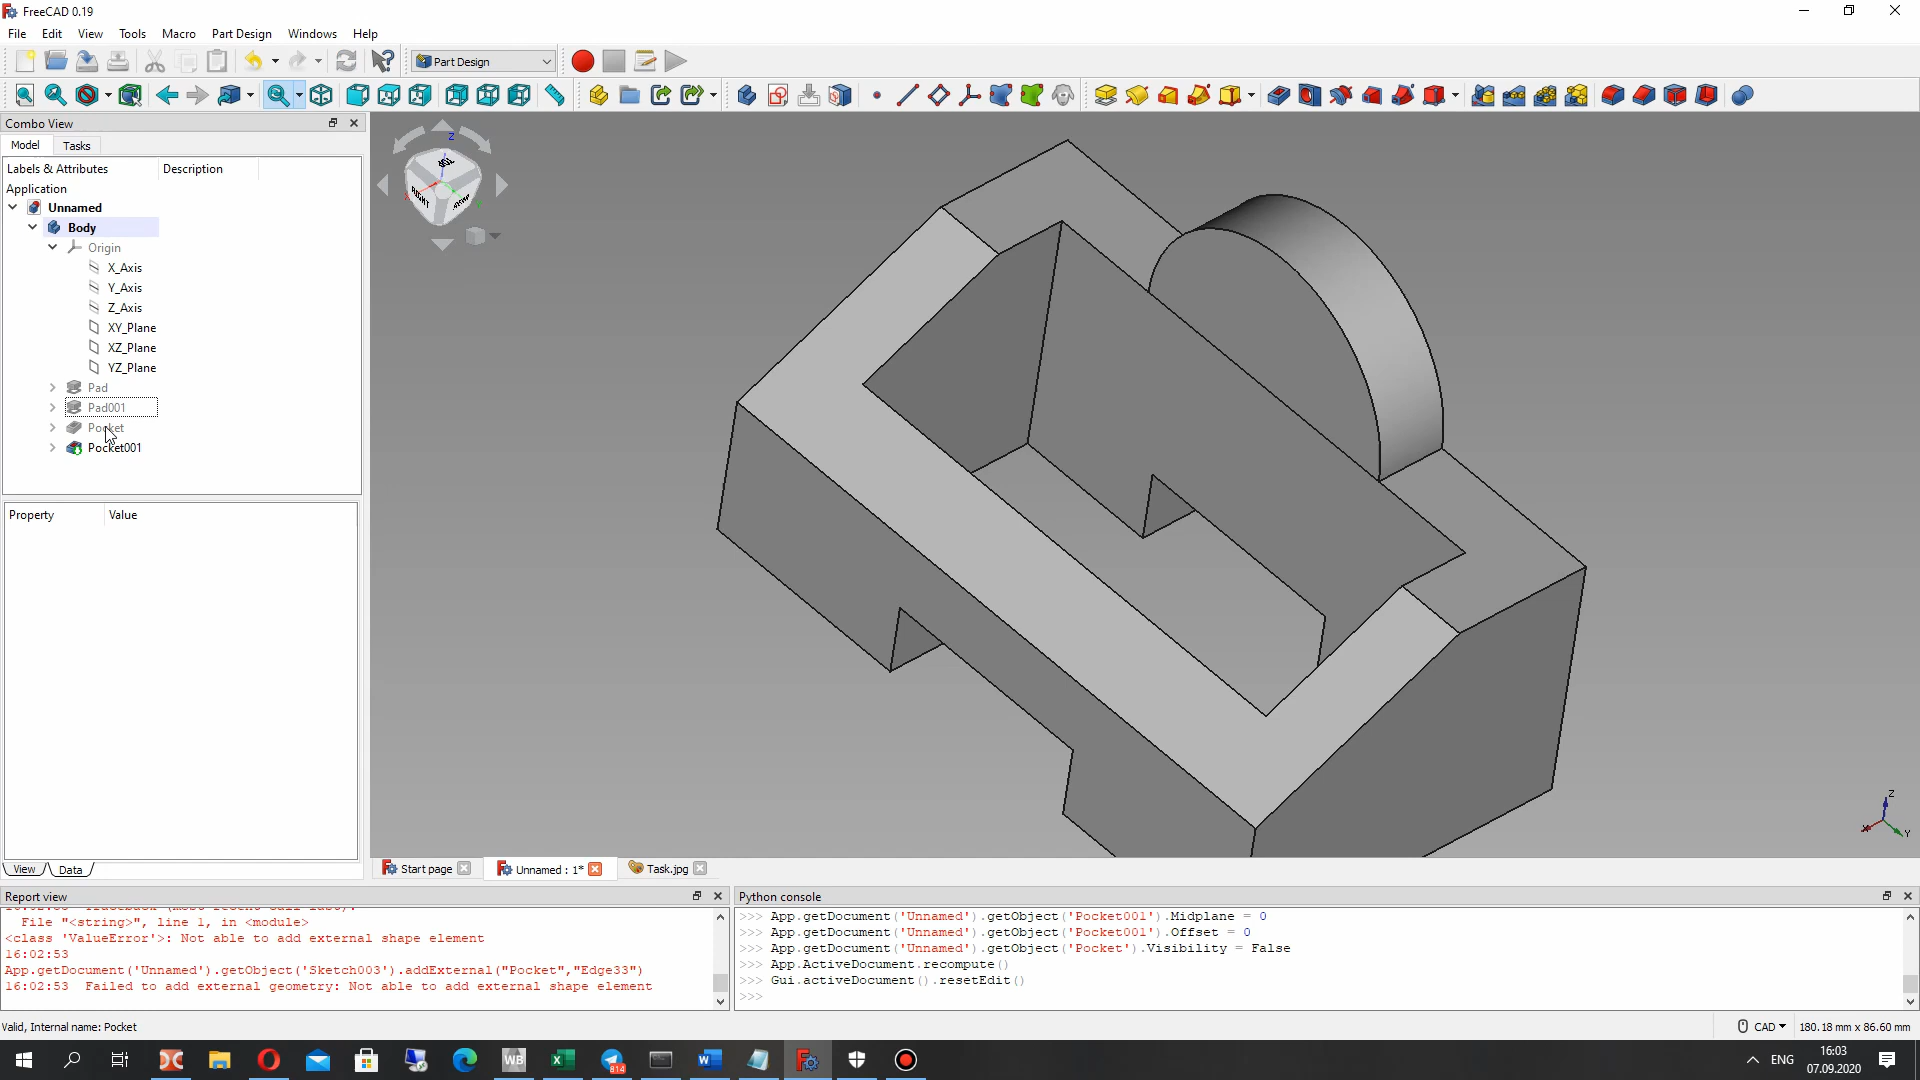 FreeCAD 0.19
File Edit View Tools Macro Part Design Windows Help
Part Design
Combo View
Model Tasks
Labels & Attributes Description
Application
Unnamed
Body
Origin
X_Axis
Y_Axis
Z_Axis
XY_Plane
XZ_Plane
YZ_Plane
Pad
Pad001
Pocket
Pocket001
Property Value
View Data
Z
TOP
RIGHT
Z
X
Y
Start page Unnamed : 1* Task.jpg
Report view
File "<string>", line 1, in <module>
<class 'ValueError'>: Not able to add external shape element
16:02:53
App.getDocument('Unnamed').getObject('Sketch003').addExternal("Pocket","Edge33")
16:02:53 Failed to add external geometry: Not able to add external shape element
Python console
>>> App.getDocument('Unnamed').getObject('Pocket001').Midplane = 0
>>> App.getDocument('Unnamed').getObject('Pocket001').Offset = 0
>>> App.getDocument('Unnamed').getObject('Pocket').Visibility = False
>>> App.ActiveDocument.recompute()
>>> Gui.activeDocument().resetEdit()
>>>
Valid, Internal name: Pocket
CAD 180.18 mm x 86.60 mm
WB
814
ENG
16:03
07.09.2020